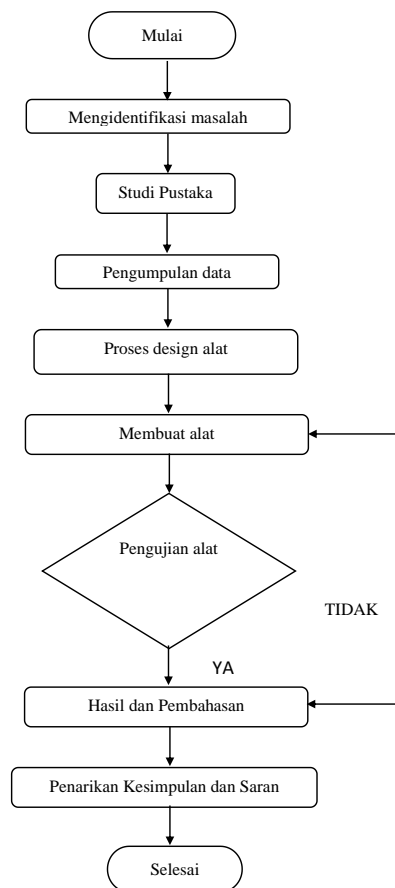 Mulai
Mengidentifikasi masalah
Studi Pustaka
Pengumpulan data
Proses design alat
Membuat alat
Pengujian alat
TIDAK
YA
Hasil dan Pembahasan
Penarikan Kesimpulan dan Saran
Selesai